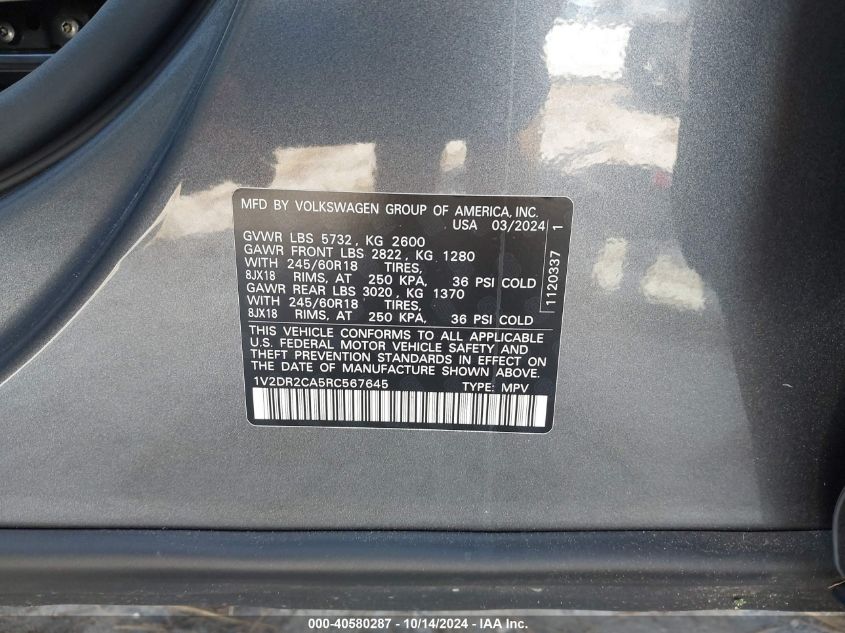 MFD BY VOLKSWAGEN GROUP OF AMERICA, INC.
USA 03/2024
GVWR LBS 5732, KG 2600
GAWR FRONT LBS 2822, KG 1280
WITH 245/60R18 TIRES,
8JX18 RIMS, AT 250 KPA, 36 PSI COLD
GAWR REAR LBS 3020, KG 1370
WITH 245/60R18 TIRES,
8JX18 RIMS, AT 250 KPA, 36 PSI COLD
THIS VEHICLE CONFORMS TO ALL APPLICABLE
U.S. FEDERAL MOTOR VEHICLE SAFETY AND
THEFT PREVENTION STANDARDS IN EFFECT ON
THE DATE OF MANUFACTURE SHOWN ABOVE.
1V2DR2CA5RC567645 TYPE: MPV
1120337 1
000-40580287 - 10/14/2024 - IAA Inc.